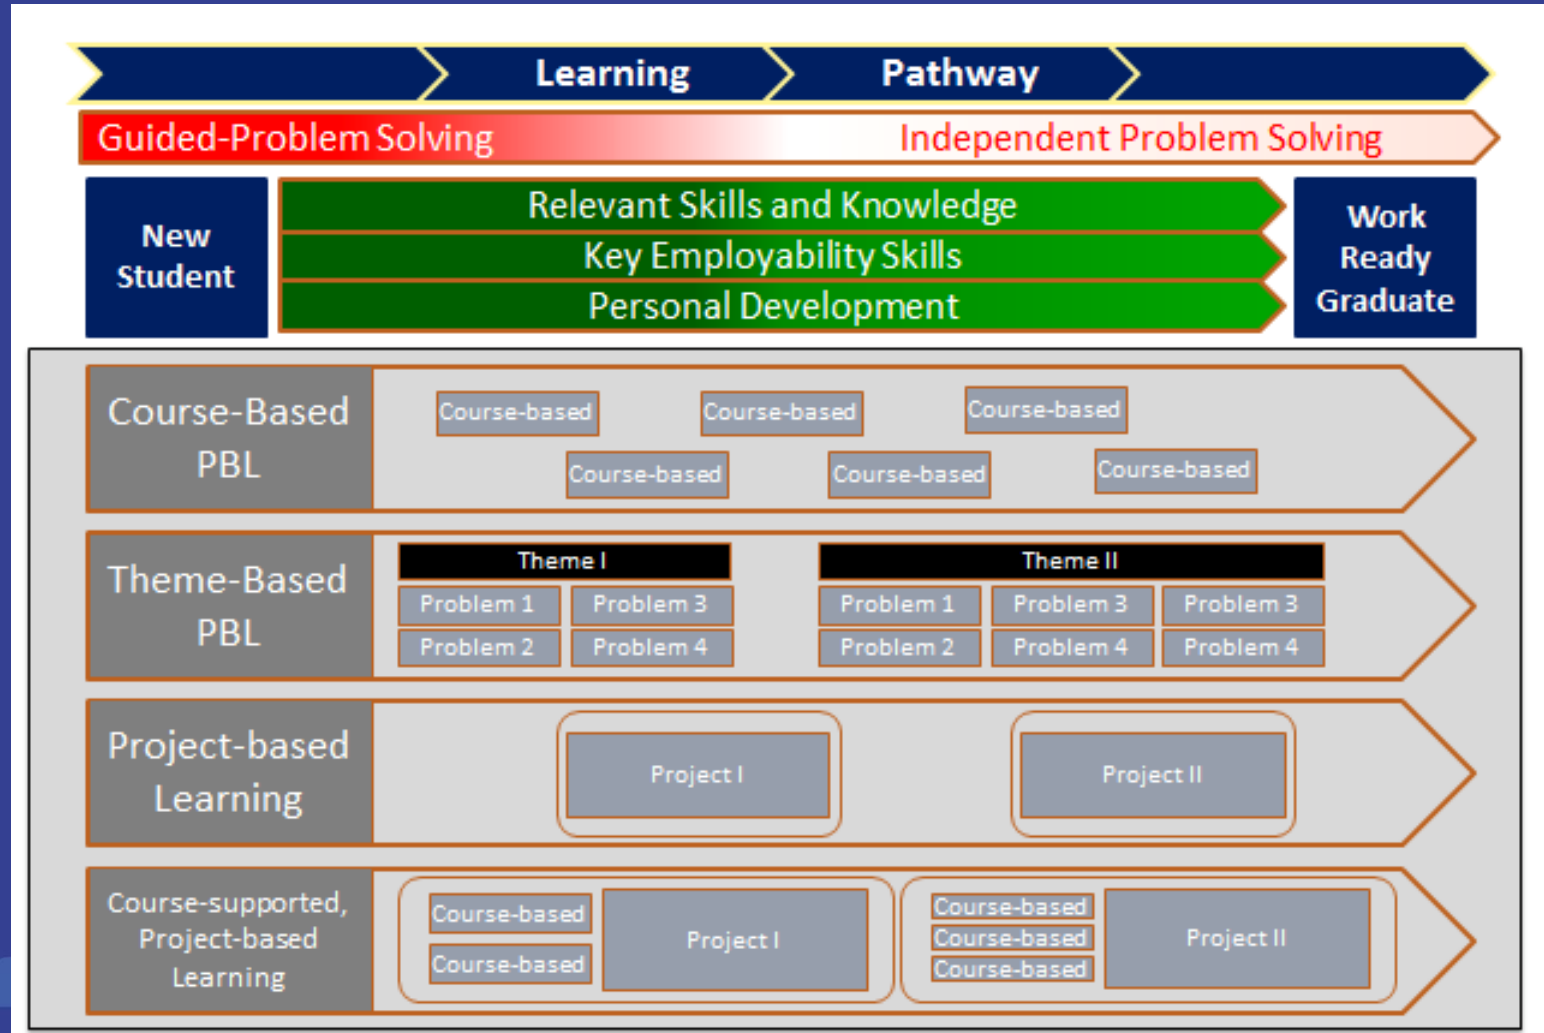 Learning Pathway
Guided-Problem Solving Independent Problem Solving
New
Student
Relevant Skills and Knowledge
Key Employability Skills
Personal Development
Work
Ready
Graduate
Course-Based
PBL
Course-based Course-based Course-based
Course-based Course-based Course-based
Theme-Based
PBL
Theme I Theme II
Problem 1 Problem 3 Problem 1 Problem 3 Problem 3
Problem 2 Problem 4 Problem 2 Problem 4 Problem 4
Project-based
Learning
Project I Project II
Course-supported,
Project-based
Learning
Course-based
Course-based
Project I
Course-based
Course-based
Course-based
Project II